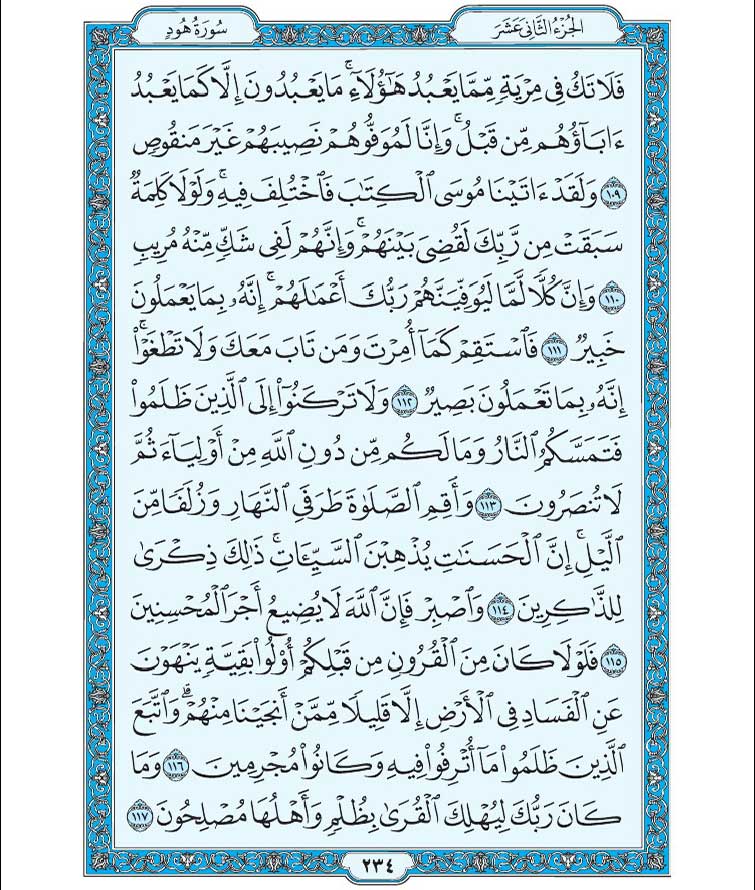 الجُزْءُ الثَّانِي عَشَرَ
سُورَةُ هُودٍ
فَلَا تَكُ فِي مِرْيَةٍ مِّمَّا يَعْبُدُ هَٰٓؤُلَآءِۚ مَا يَعْبُدُونَ إِلَّا كَمَا يَعْبُدُ
ءَابَآؤُهُم مِّن قَبْلُۚ وَإِنَّا لَمُوَفُّوهُمْ نَصِيبَهُمْ غَيْرَ مَنقُوصٍ
١٠٩ وَلَقَدْ ءَاتَيْنَا مُوسَى ٱلْكِتَٰبَ فَٱخْتُلِفَ فِيهِۚ وَلَوْلَا كَلِمَةٌ
سَبَقَتْ مِن رَّبِّكَ لَقُضِيَ بَيْنَهُمْۚ وَإِنَّهُمْ لَفِي شَكٍّ مِّنْهُ مُرِيبٍ
١١٠ وَإِنَّ كُلًّا لَّمَّا لَيُوَفِّيَنَّهُمْ رَبُّكَ أَعْمَٰلَهُمْۚ إِنَّهُۥ بِمَا يَعْمَلُونَ
خَبِيرٌ ١١١ فَٱسْتَقِمْ كَمَآ أُمِرْتَ وَمَن تَابَ مَعَكَ وَلَا تَطْغَوْا۟ۚ
إِنَّهُۥ بِمَا تَعْمَلُونَ بَصِيرٌ ١١٢ وَلَا تَرْكَنُوٓا۟ إِلَى ٱلَّذِينَ ظَلَمُوا۟
فَتَمَسَّكُمُ ٱلنَّارُ وَمَا لَكُم مِّن دُونِ ٱللَّهِ مِنْ أَوْلِيَآءَ ثُمَّ
لَا تُنصَرُونَ ١١٣ وَأَقِمِ ٱلصَّلَوٰةَ طَرَفَيِ ٱلنَّهَارِ وَزُلَفًا مِّنَ
ٱلَّيْلِۚ إِنَّ ٱلْحَسَنَٰتِ يُذْهِبْنَ ٱلسَّيِّـَٔاتِۚ ذَٰلِكَ ذِكْرَىٰ
لِلذَّٰكِرِينَ ١١٤ وَٱصْبِرْ فَإِنَّ ٱللَّهَ لَا يُضِيعُ أَجْرَ ٱلْمُحْسِنِينَ
١١٥ فَلَوْلَا كَانَ مِنَ ٱلْقُرُونِ مِن قَبْلِكُمْ أُو۟لُوا۟ بَقِيَّةٍ يَنْهَوْنَ
عَنِ ٱلْفَسَادِ فِي ٱلْأَرْضِ إِلَّا قَلِيلًا مِّمَّنْ أَنجَيْنَا مِنْهُمْۗ وَٱتَّبَعَ
ٱلَّذِينَ ظَلَمُوا۟ مَآ أُتْرِفُوا۟ فِيهِ وَكَانُوا۟ مُجْرِمِينَ ١١٦ وَمَا
كَانَ رَبُّكَ لِيُهْلِكَ ٱلْقُرَىٰ بِظُلْمٍ وَأَهْلُهَا مُصْلِحُونَ ١١٧
٢٣٤